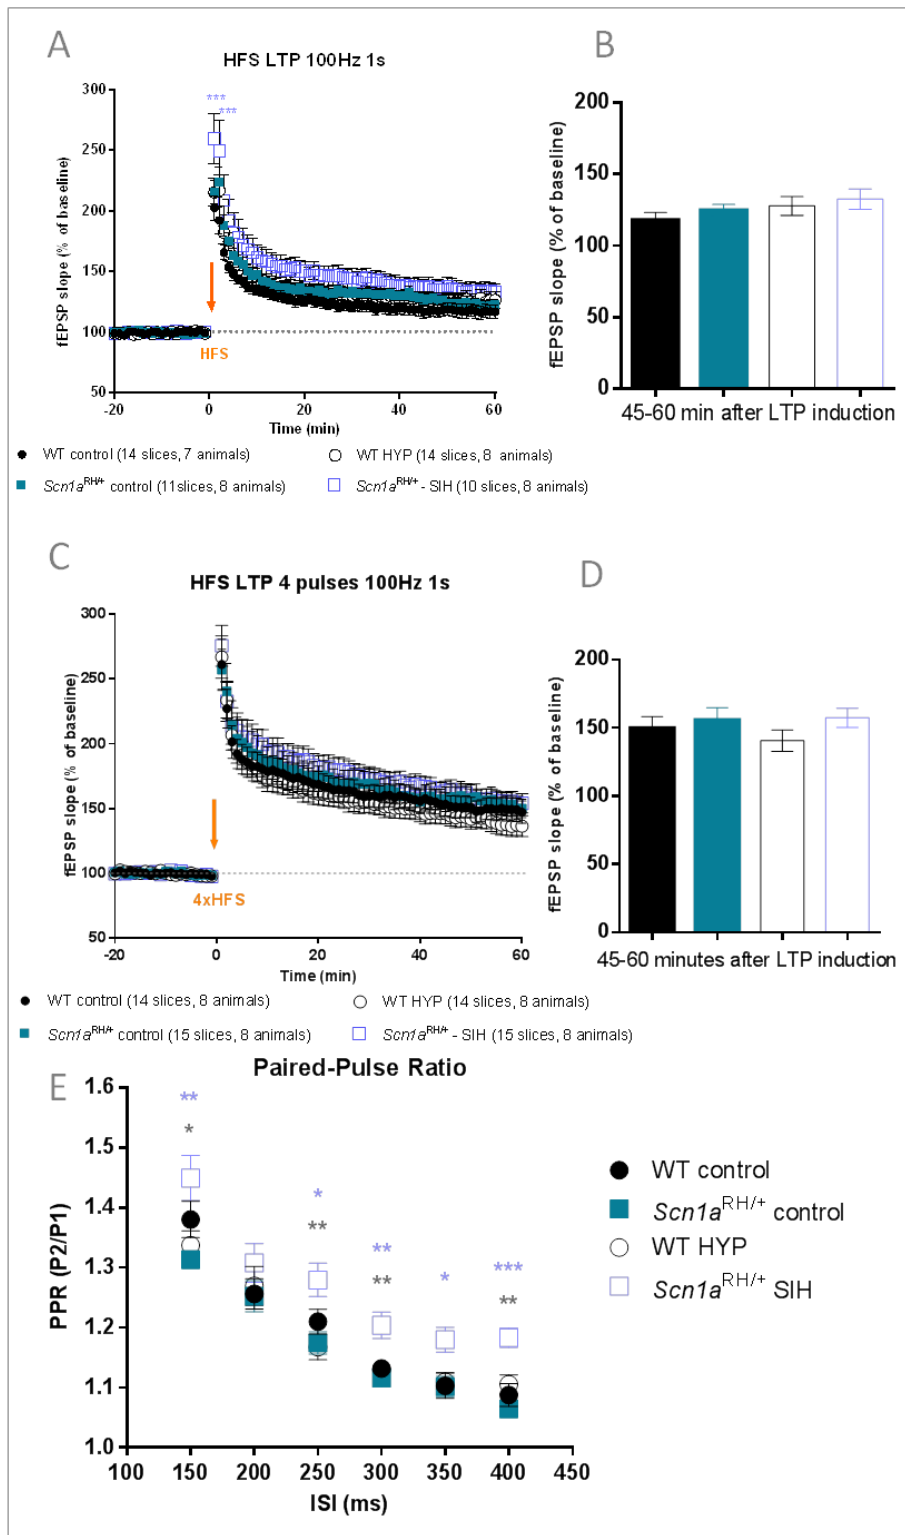 A
HFS LTP 100Hz 1s
300
250
200
150
100
50
fEPSP slope (% of baseline)
***
***
HFS
-20 0 20 40 60
Time (min)
B
200
150
100
50
0
fEPSP slope (% of baseline)
45-60 min after LTP induction
WT control (14 slices, 7 animals)
WT HYP (14 slices, 8 animals)
Scn1aRH/+ control (11slices, 8 animals)
Scn1aRH/+ - SIH (10 slices, 8 animals)
C
HFS LTP 4 pulses 100Hz 1s
300
250
200
150
100
50
fEPSP slope (% of baseline)
4xHFS
-20 0 20 40 60
Time (min)
D
200
150
100
50
0
fEPSP slope (% of baseline)
45-60 minutes after LTP induction
WT control (14 slices, 8 animals)
WT HYP (14 slices, 8 animals)
Scn1aRH/+ control (15 slices, 8 animals)
Scn1aRH/+ - SIH (15 slices, 8 animals)
E
Paired-Pulse Ratio
1.6
1.5
1.4
1.3
1.2
1.1
1.0
PPR (P2/P1)
**
*
*
**
**
**
*
***
**
100 150 200 250 300 350 400 450
ISI (ms)
WT control
Scn1aRH/+ control
WT HYP
Scn1aRH/+ SIH